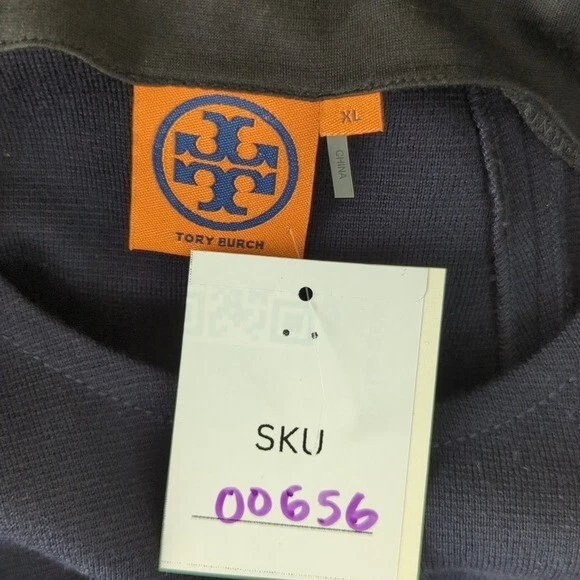 XL
CHINA
TORY BURCH
SKU
00656